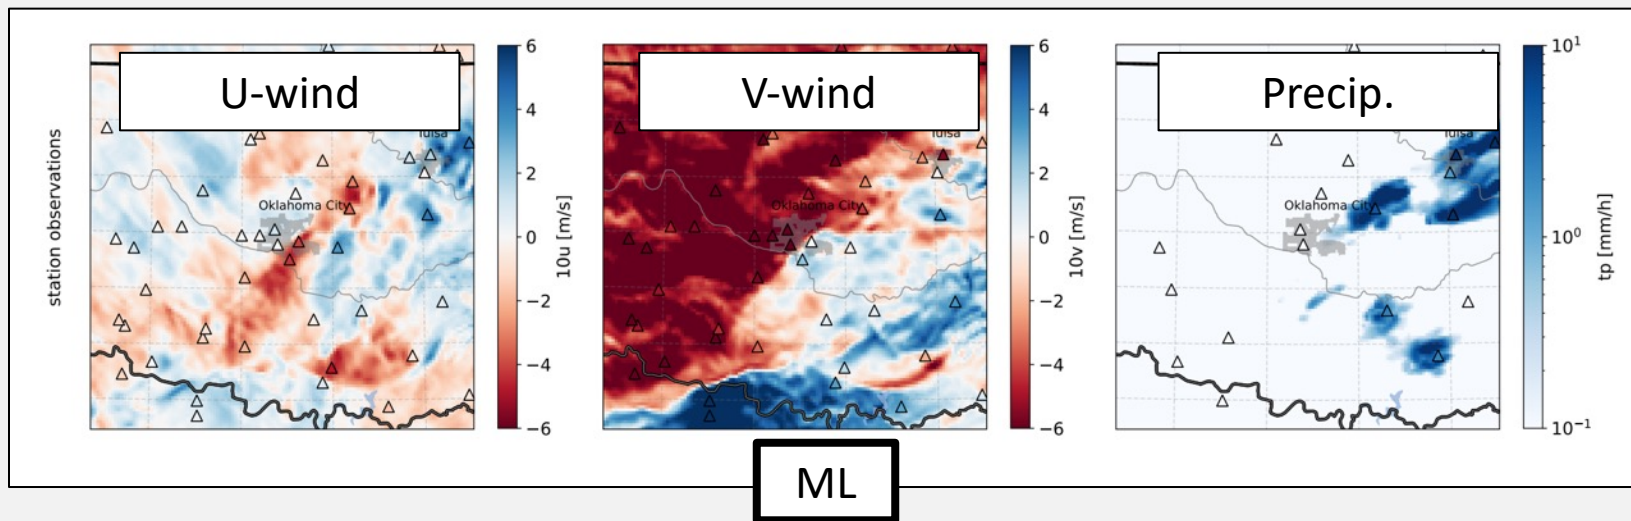 U-wind
V-wind
Precip.
station observations
Oklahoma City
6
4
2
0
−2
−4
−6
10u [m/s]
Tulsa
Oklahoma City
6
4
2
0
−2
−4
−6
10v [m/s]
Tulsa
Oklahoma City
10¹
10⁰
10⁻¹
tp [mm/h]
Tulsa
ML